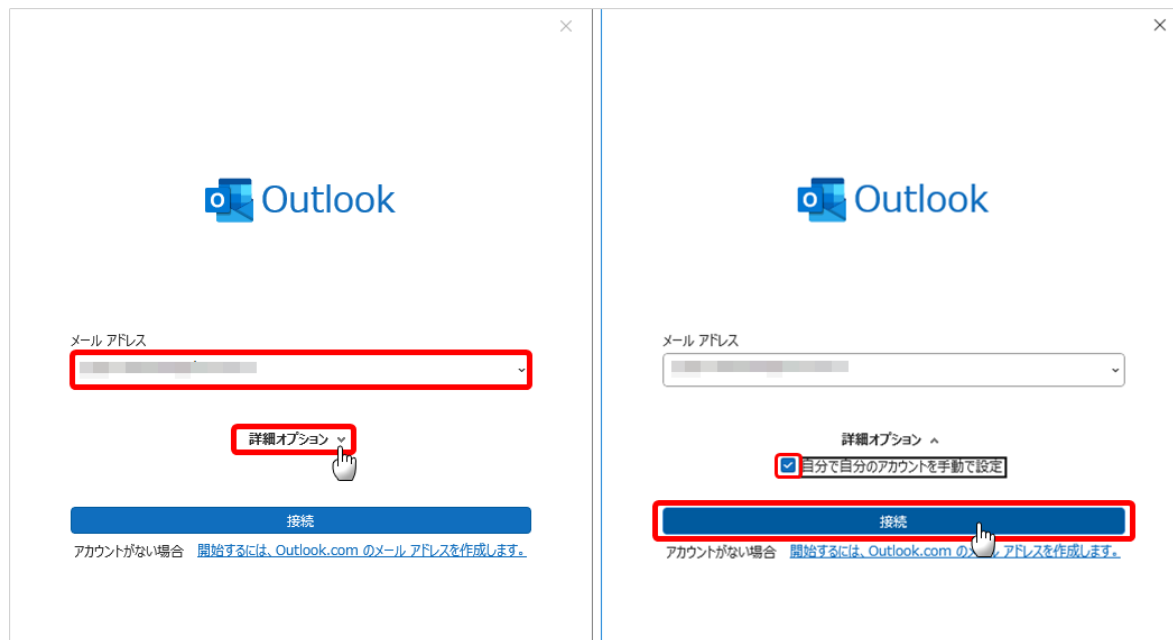 Outlook
メール アドレス
詳細オプション
接続
アカウントがない場合 開始するには、Outlook.com のメール アドレスを作成します。
Outlook
メール アドレス
詳細オプション
自分で自分のアカウントを手動で設定
接続
アカウントがない場合 開始するには、Outlook.com のメール アドレスを作成します。